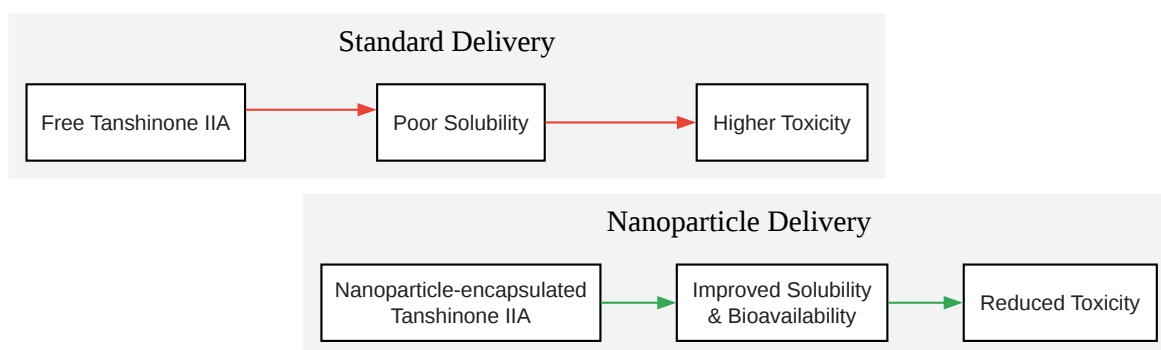 Standard Delivery
Free Tanshinone IIA
Poor Solubility
Higher Toxicity
Nanoparticle Delivery
Nanoparticle-encapsulated
Tanshinone IIA
Improved Solubility
& Bioavailability
Reduced Toxicity